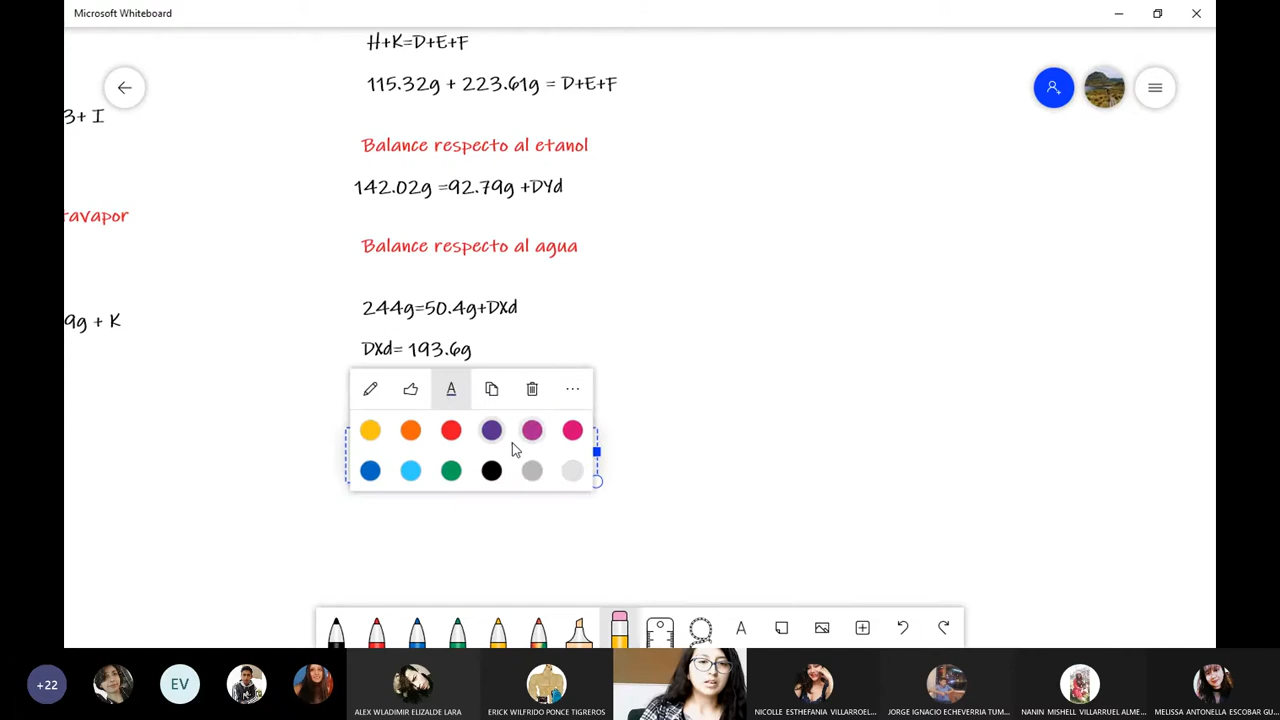 Microsoft Whiteboard
H+K=D+E+F
115.32g + 223.61g = D+E+F
3+ I
Balance respecto al etanol
142.02g =92.79g +DYd
tavapor
Balance respecto al agua
244g=50.4g+DXd
9g + K
DXd= 193.6g
A
A
+22
EV
ALEX WLADIMIR ELIZALDE LARA
ERICK WILFRIDO PONCE TIGREROS
NICOLLE ESTHEFANIA VILLARROEL...
JORGE IGNACIO ECHEVERRIA TUM...
NANIN MISHELL VILLARRUEL ALME...
MELISSA ANTONELLA ESCOBAR GU...